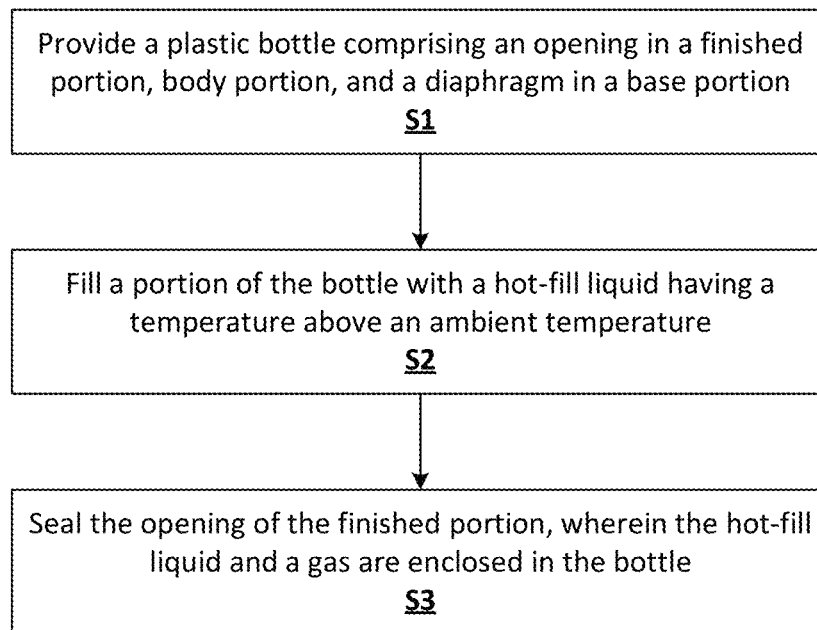 Provide a plastic bottle comprising an opening in a finished
portion, body portion, and a diaphragm in a base portion
S1
Fill a portion of the bottle with a hot-fill liquid having a
temperature above an ambient temperature
S2
Seal the opening of the finished portion, wherein the hot-fill
liquid and a gas are enclosed in the bottle
S3